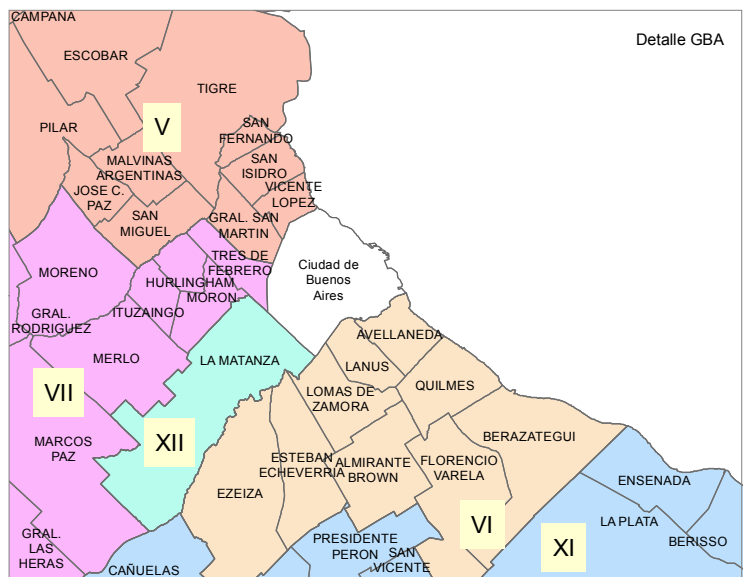 CAMPANA
Detalle GBA
ESCOBAR
TIGRE
PILAR
V
SAN
FERNANDO
MALVINAS
ARGENTINAS
SAN
ISIDRO
JOSE C.
PAZ
VICENTE
LOPEZ
SAN
MIGUEL
GRAL. SAN
MARTIN
TRES DE
FEBRERO
Ciudad de
Buenos
Aires
MORENO
HURLINGHAM
MORON
GRAL.
RODRIGUEZ
ITUZAINGO
AVELLANEDA
MERLO
LA MATANZA
LANUS
VII
LOMAS DE
ZAMORA
QUILMES
MARCOS
PAZ
XII
BERAZATEGUI
ESTEBAN
ECHEVERRIA
ALMIRANTE
BROWN
FLORENCIO
VARELA
ENSENADA
EZEIZA
LA PLATA
GRAL.
LAS
HERAS
PRESIDENTE
PERON
VI
BERISSO
SAN
VICENTE
XI
CAÑUELAS